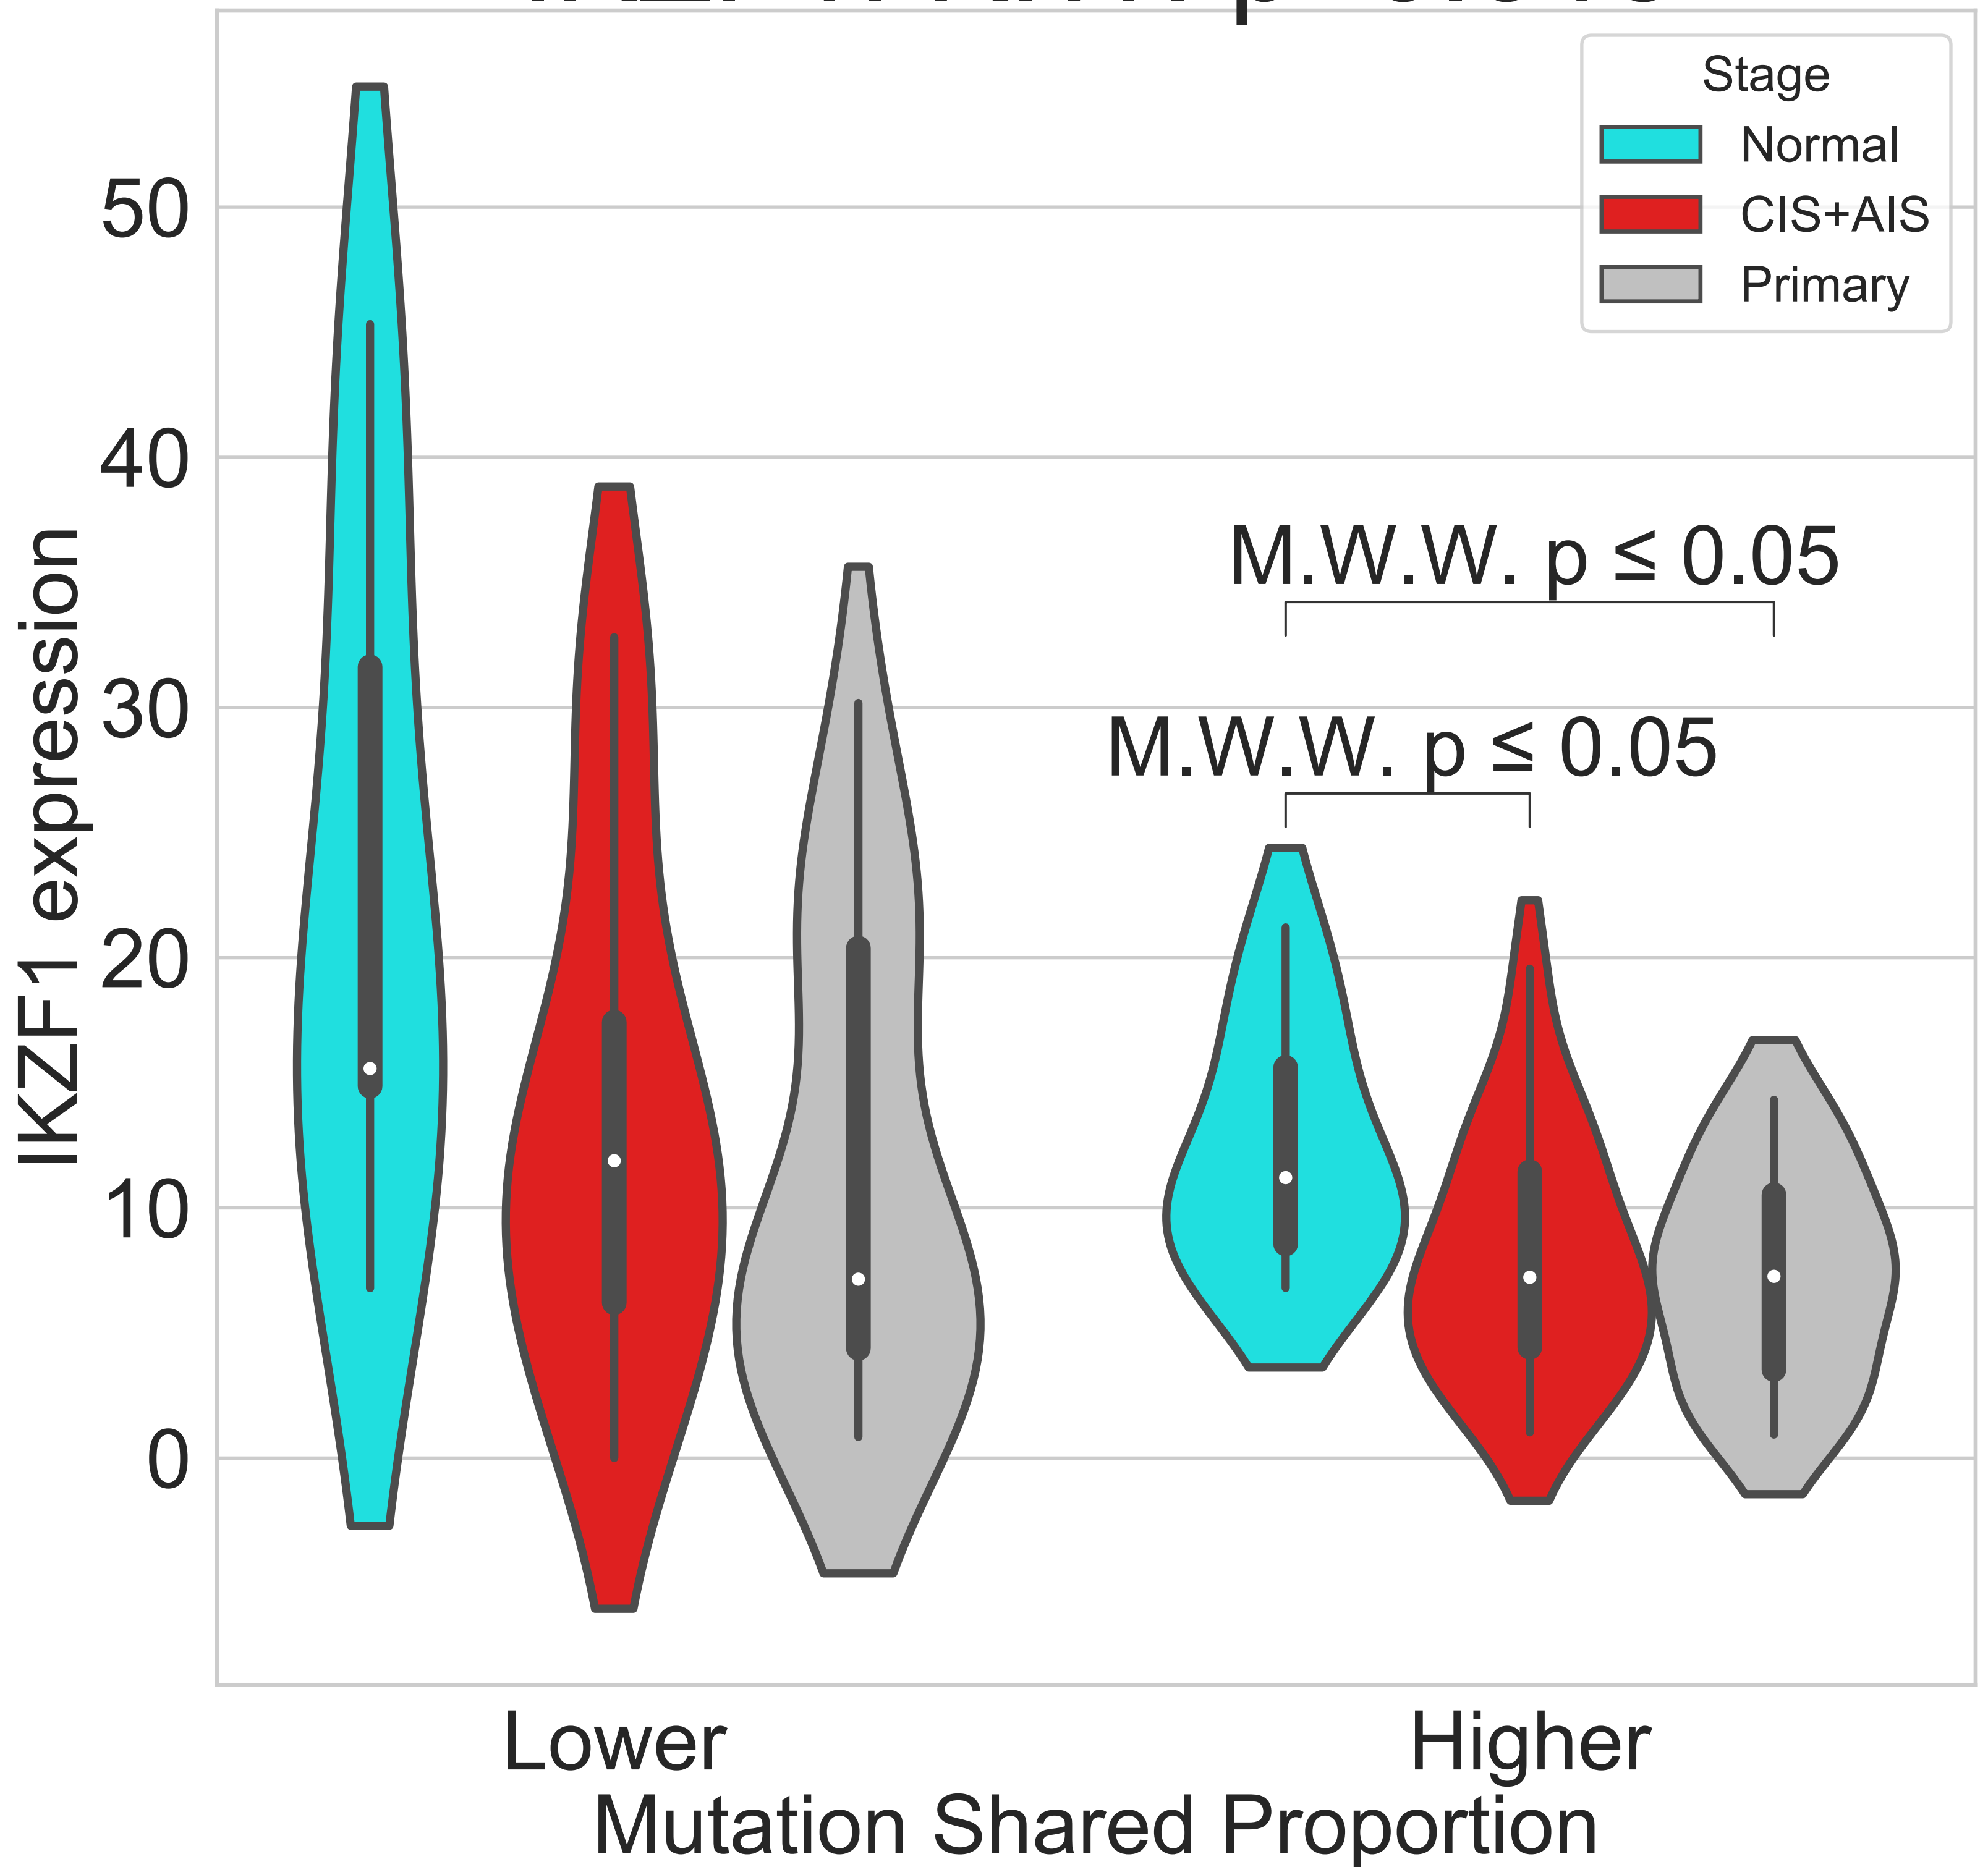 Stage
Normal
CIS+AIS
Primary
50
40
30
20
10
0
IKZF1 expression
M.W.W. p ≤ 0.05
M.W.W. p ≤ 0.05
Lower
Higher
Mutation Shared Proportion